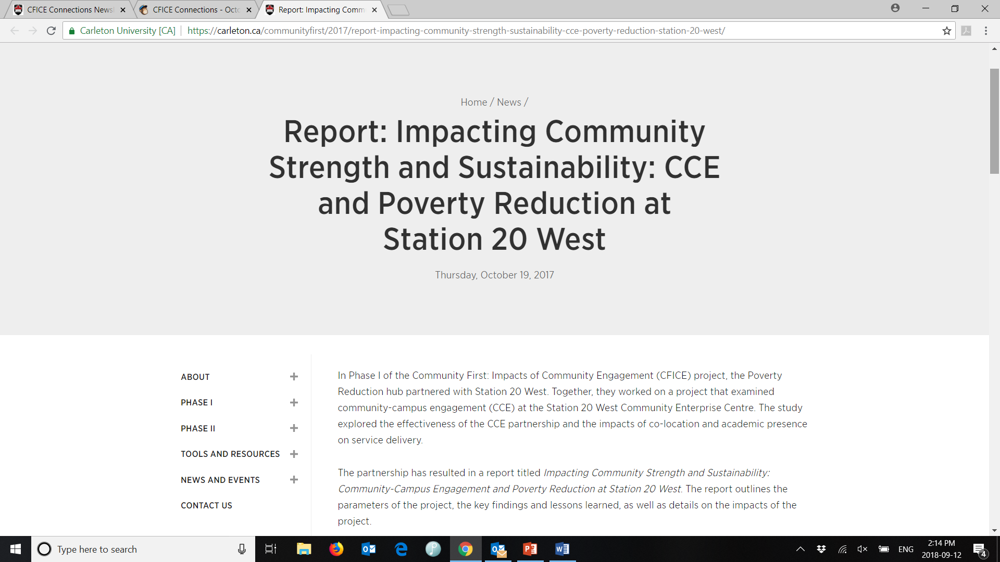 CFICE Connections News
CFICE Connections - Octo
Report: Impacting Comm
Carleton University [CA]
https://carleton.ca/communityfirst/2017/report-impacting-community-strength-sustainability-cce-poverty-reduction-station-20-west/
Home / News /
Report: Impacting Community
Strength and Sustainability: CCE
and Poverty Reduction at
Station 20 West
Thursday, October 19, 2017
ABOUT
PHASE I
PHASE II
TOOLS AND RESOURCES
NEWS AND EVENTS
CONTACT US
In Phase I of the Community First: Impacts of Community Engagement (CFICE) project, the Poverty
Reduction hub partnered with Station 20 West. Together, they worked on a project that examined
community-campus engagement (CCE) at the Station 20 West Community Enterprise Centre. The study
explored the effectiveness of the CCE partnership and the impacts of co-location and academic presence
on service delivery.
The partnership has resulted in a report titled Impacting Community Strength and Sustainability:
Community-Campus Engagement and Poverty Reduction at Station 20 West. The report outlines the
parameters of the project, the key findings and lessons learned, as well as details on the impacts of the
project.
Type here to search
ENG
2:14 PM
2018-09-12
4